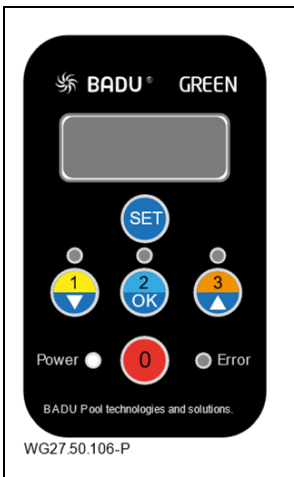 BADU® GREEN
SET
1 2 3
OK
Power 0 Error
BADU Pool technologies and solutions.
WG27.50.106-P